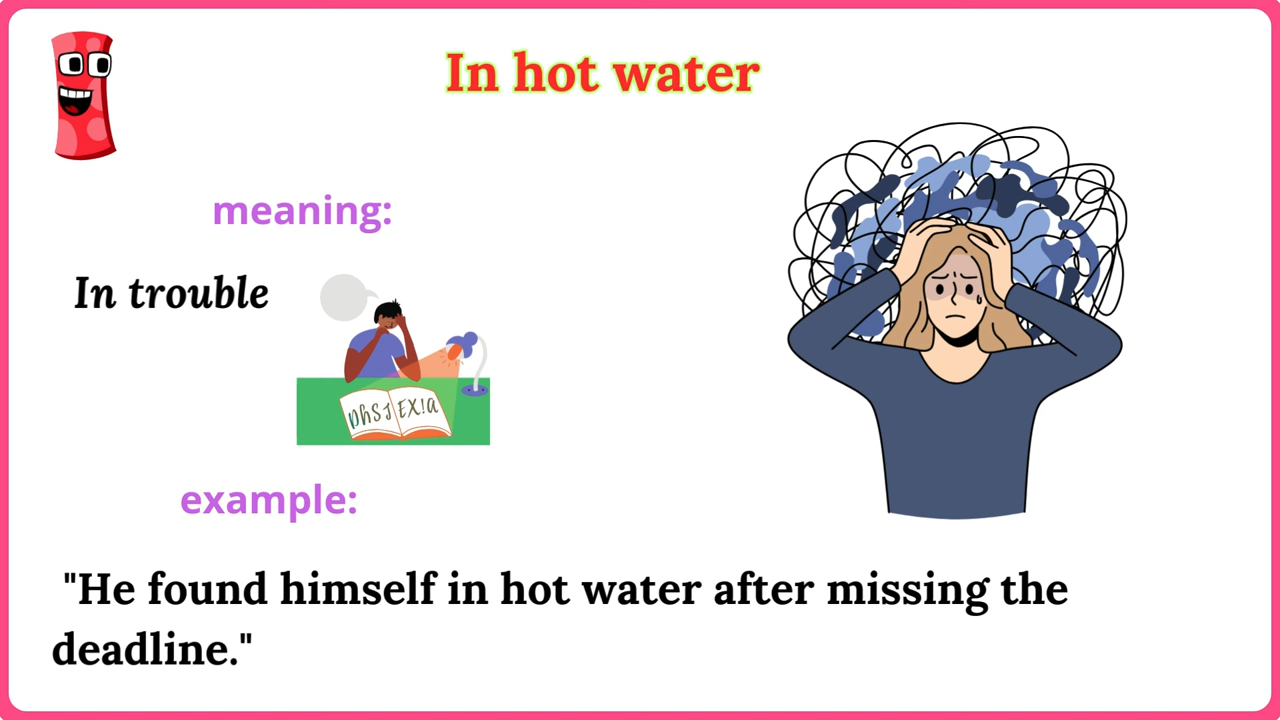 In hot water
meaning:
In trouble
example:
"He found himself in hot water after missing the
deadline."